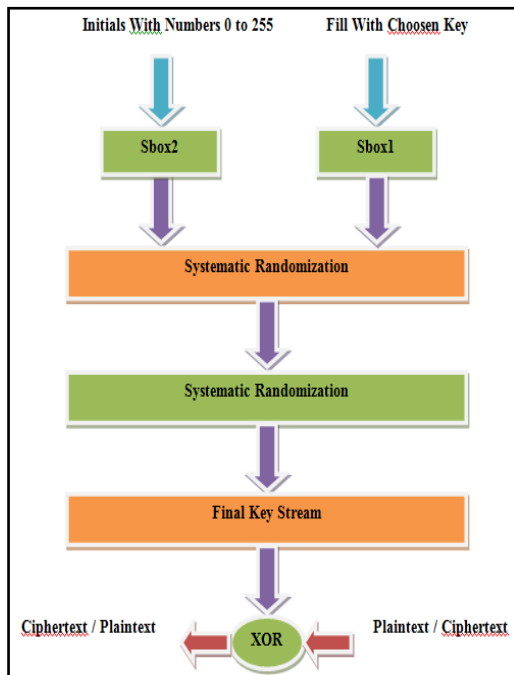 Initials With Numbers 0 to 255
Fill With Choosen Key
Sbox2
Sbox1
Systematic Randomization
Systematic Randomization
Final Key Stream
Ciphertext / Plaintext
XOR
Plaintext / Ciphertext